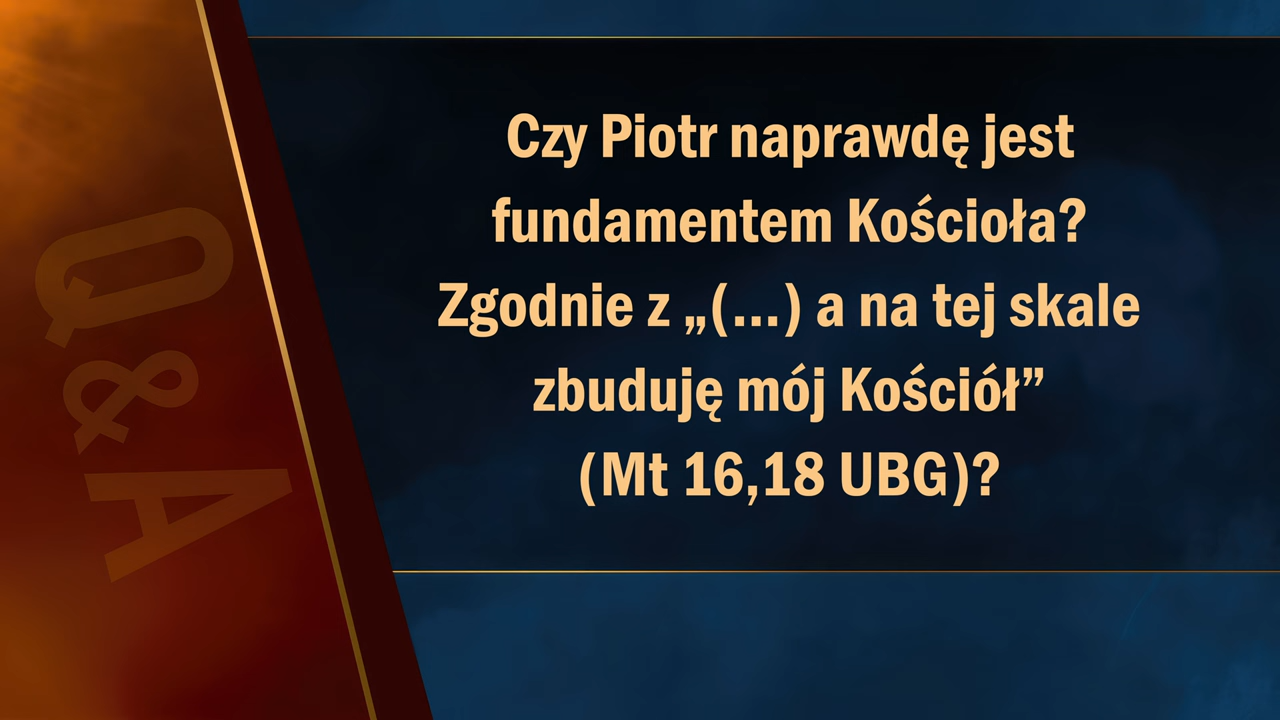 Czy Piotr naprawdę jest
fundamentem Kościoła?
Zgodnie z „(...) a na tej skale
zbuduję mój Kościół”
(Mt 16,18 UBG)?
Q&A